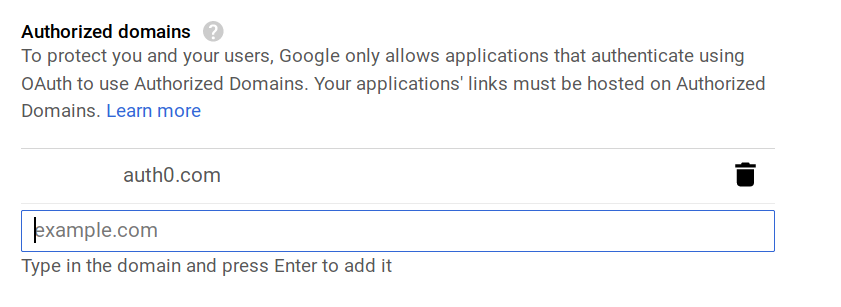 Authorized domains ?
To protect you and your users, Google only allows applications that authenticate using
OAuth to use Authorized Domains. Your applications' links must be hosted on Authorized
Domains. Learn more
auth0.com
example.com
Type in the domain and press Enter to add it